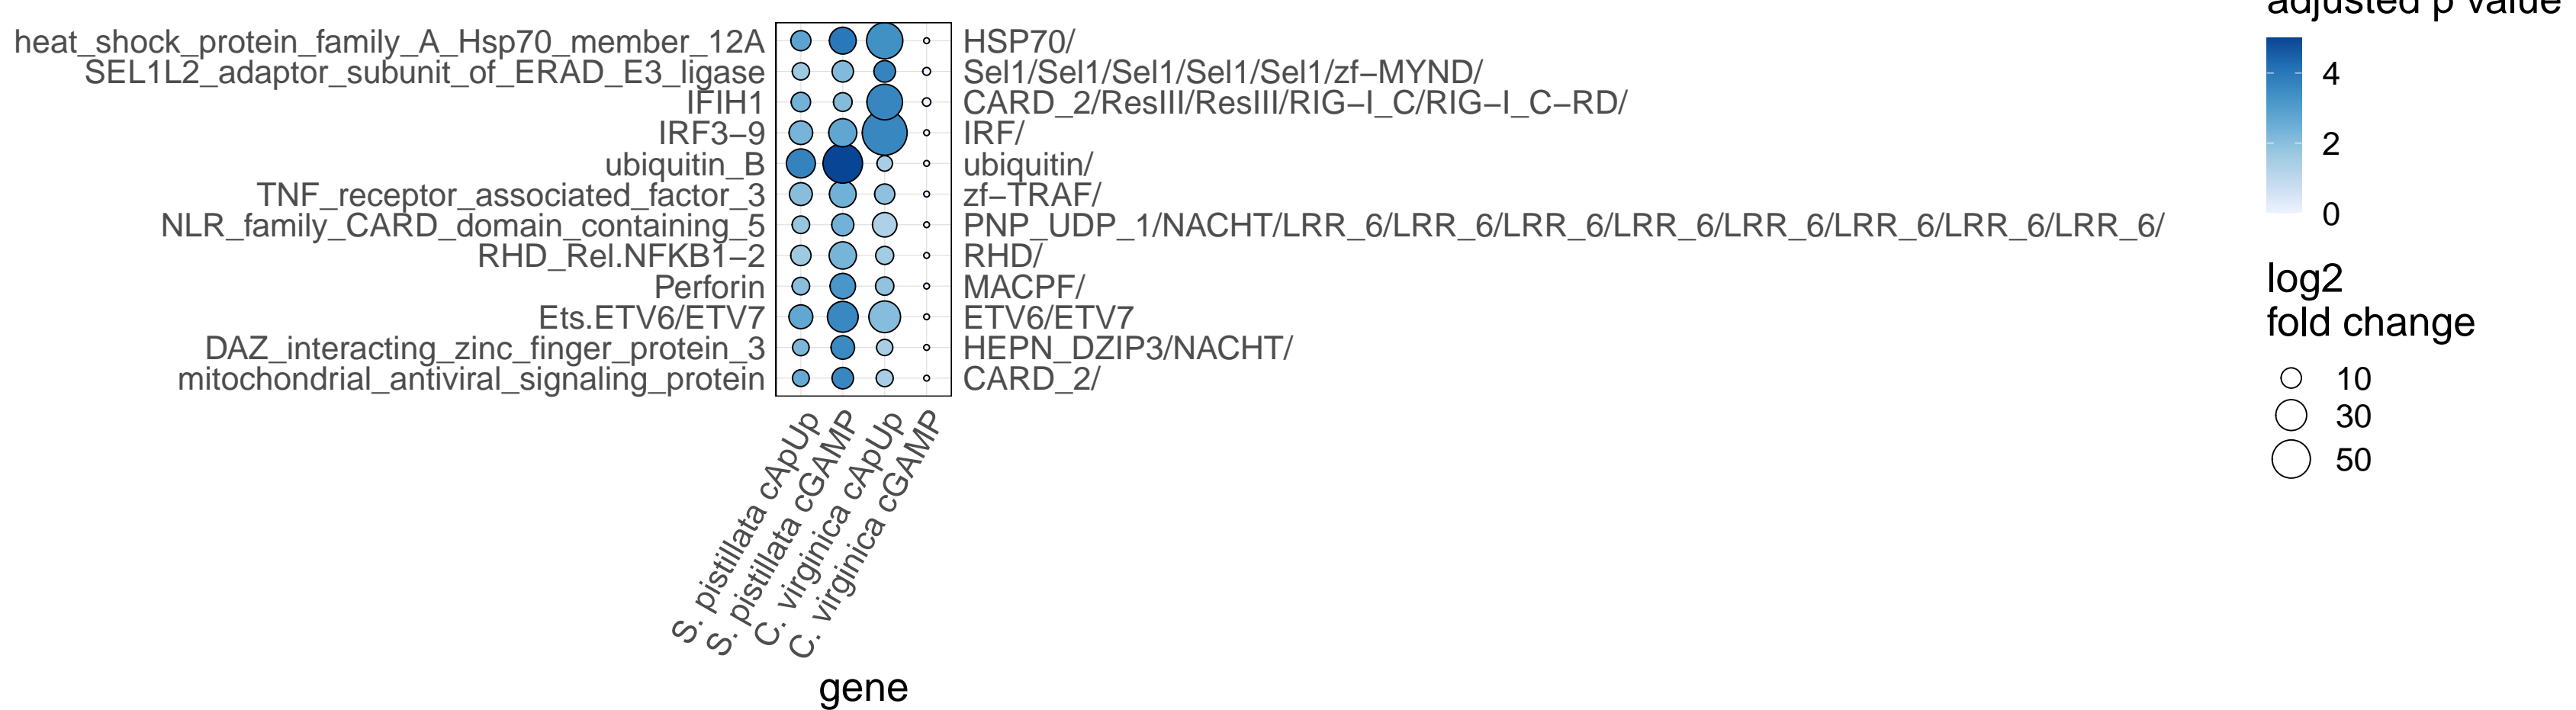 adjusted p value
heat_shock_protein_family_A_Hsp70_member_12A HSP70/
SEL1L2_adaptor_subunit_of_ERAD_E3_ligase Sel1/Sel1/Sel1/Sel1/Sel1/zf−MYND/
IFIH1 CARD_2/ResIII/ResIII/RIG−I_C/RIG−I_C−RD/
IRF3−9 IRF/
ubiquitin_B ubiquitin/
TNF_receptor_associated_factor_3 zf−TRAF/
NLR_family_CARD_domain_containing_5 PNP_UDP_1/NACHT/LRR_6/LRR_6/LRR_6/LRR_6/LRR_6/LRR_6/LRR_6/LRR_6/
RHD_Rel.NFKB1−2 RHD/
Perforin MACPF/
Ets.ETV6/ETV7 ETV6/ETV7
DAZ_interacting_zinc_finger_protein_3 HEPN_DZIP3/NACHT/
mitochondrial_antiviral_signaling_protein CARD_2/
S. pistillata cApUp
S. pistillata cGAMP
C. virginica cApUp
C. virginica cGAMP
gene
4
2
0
log2
fold change
10
30
50